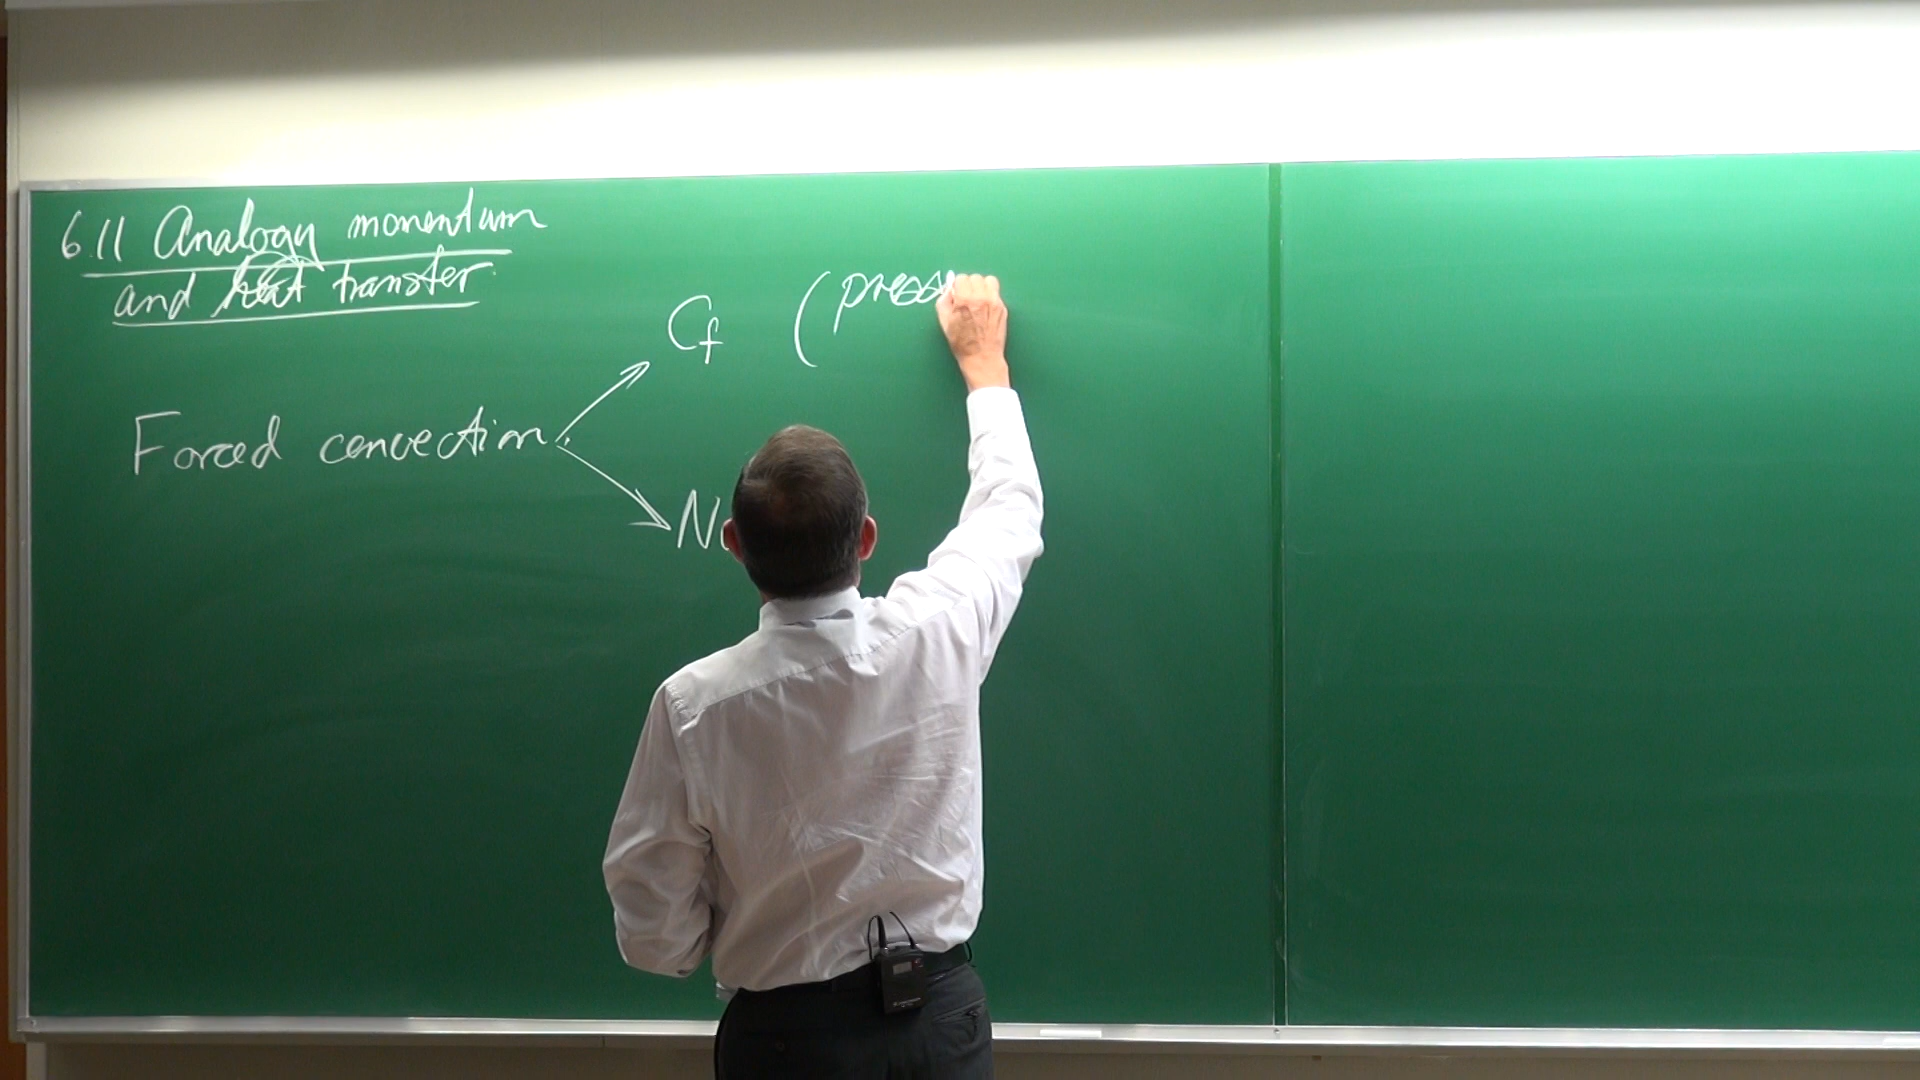 6.11 Analogy momentum
and heat transfer
Cf (press
Forced convection
N